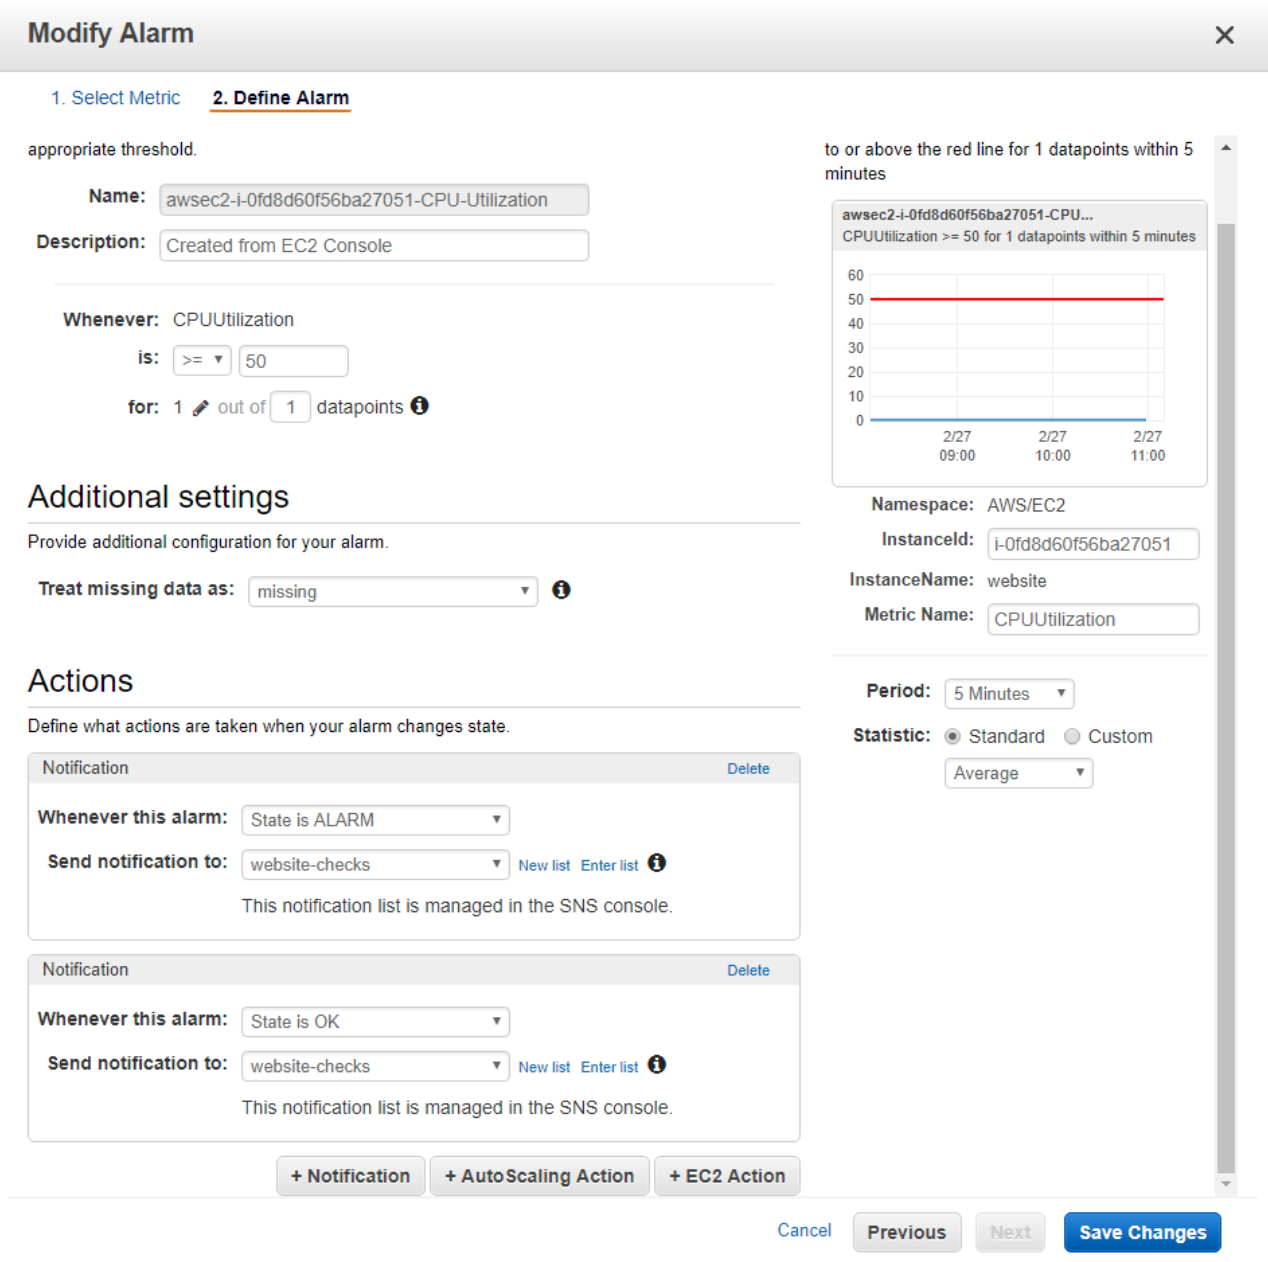 Modify Alarm
1. Select Metric 2. Define Alarm
appropriate threshold.
Name: awsec2-i-0fd8d60f56ba27051-CPU-Utilization
Description: Created from EC2 Console
Whenever: CPUUtilization
is: >= 50
for: 1 out of 1 datapoints
Additional settings
Provide additional configuration for your alarm.
Treat missing data as: missing
Actions
Define what actions are taken when your alarm changes state.
Notification Delete
Whenever this alarm: State is ALARM
Send notification to: website-checks New list Enter list
This notification list is managed in the SNS console.
Notification Delete
Whenever this alarm: State is OK
Send notification to: website-checks New list Enter list
This notification list is managed in the SNS console.
+ Notification + AutoScaling Action + EC2 Action
to or above the red line for 1 datapoints within 5
minutes
awsec2-i-0fd8d60f56ba27051-CPU...
CPUUtilization >= 50 for 1 datapoints within 5 minutes
60
50
40
30
20
10
0
2/27 2/27 2/27
09:00 10:00 11:00
Namespace: AWS/EC2
InstanceId: i-0fd8d60f56ba27051
InstanceName: website
Metric Name: CPUUtilization
Period: 5 Minutes
Statistic: Standard Custom
Average
Cancel Previous Next Save Changes